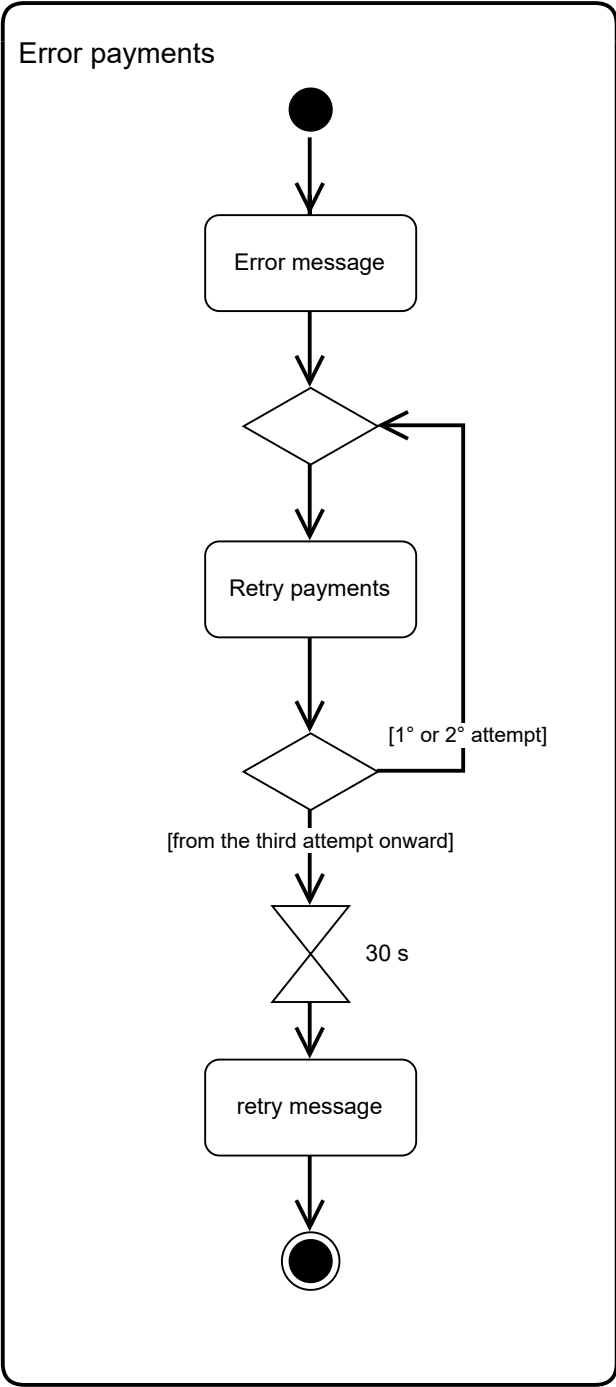 Error payments
Error message
Retry payments
[1° or 2° attempt]
[from the third attempt onward]
30 s
retry message